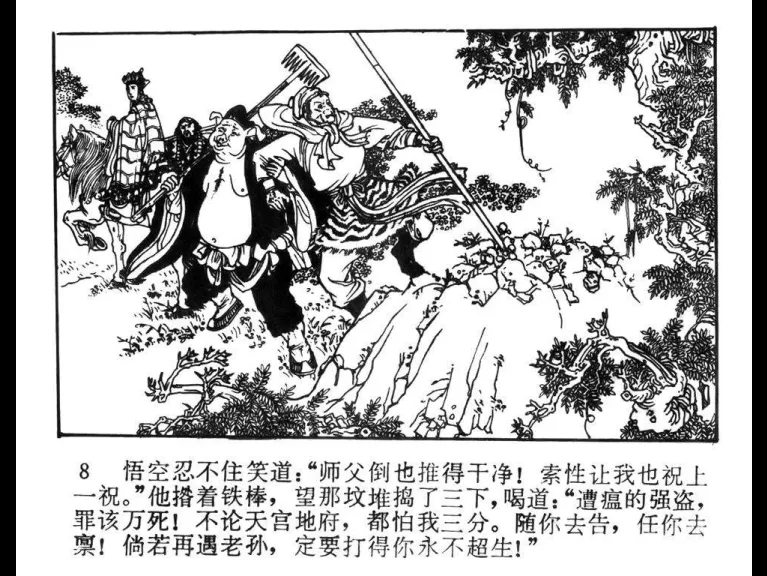 8 悟空忍不住笑道:“师父倒也推得干净! 索性让我也祝上
一祝。”他揝着铁棒, 望那坟堆捣了三下, 喝道:“遭瘟的强盗,
罪该万死! 不论天宫地府, 都怕我三分。随你去告, 任你去
禀! 倘若再遇老孙, 定要打得你永不超生!”